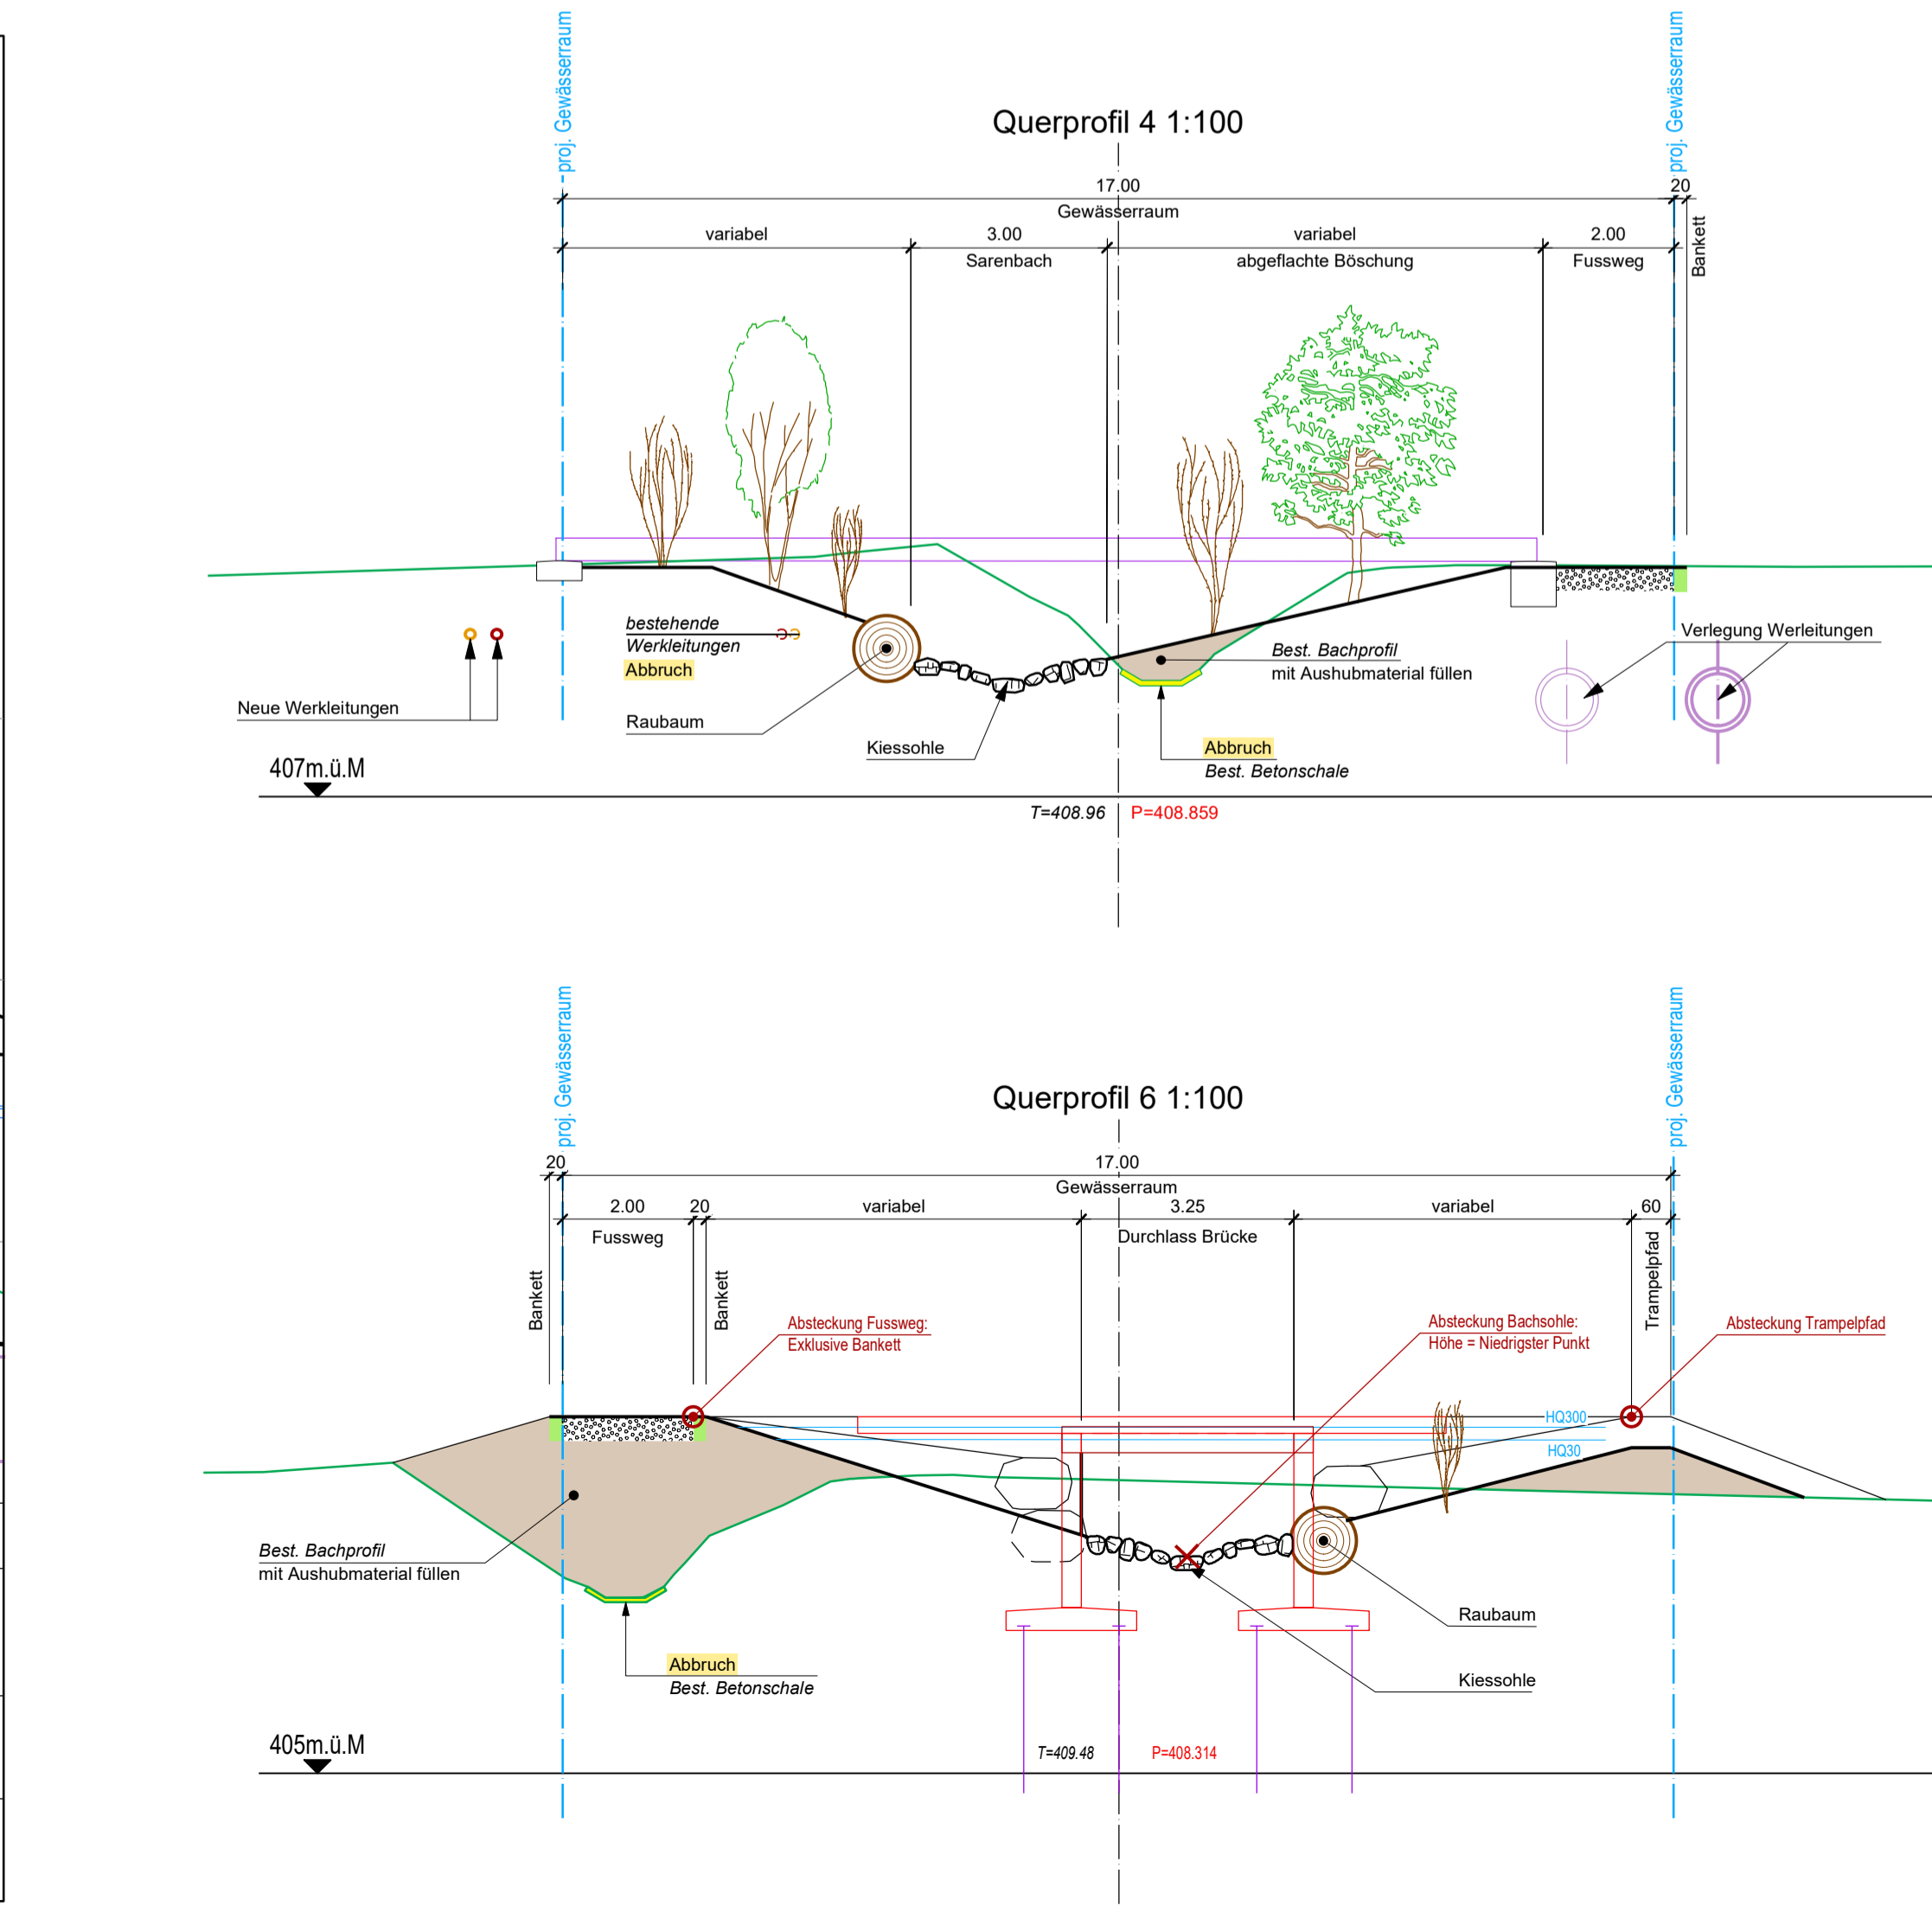 proj. Gewässerraum
proj. Gewässerraum
Querprofil 4 1:100
17.00
20
Gewässerraum
Bankett
variabel
3.00
variabel
2.00
Sarenbach
abgeflachte Böschung
Fussweg
bestehende
Werkleitungen
Abbruch
Verlegung Werleitungen
Best. Bachprofil
mit Aushubmaterial füllen
Neue Werkleitungen
Raubaum
Kiessohle
Abbruch
Best. Betonschale
407m.ü.M
T=408.96
P=408.859
proj. Gewässerraum
proj. Gewässerraum
Querprofil 6 1:100
20
17.00
Gewässerraum
2.00
20
variabel
3.25
variabel
60
Fussweg
Durchlass Brücke
Bankett
Bankett
Trampelpfad
Absteckung Fussweg:
Exklusive Bankett
Absteckung Bachsohle:
Höhe = Niedrigster Punkt
Absteckung Trampelpfad
HQ300
HQ30
Best. Bachprofil
mit Aushubmaterial füllen
Raubaum
Abbruch
Best. Betonschale
Kiessohle
405m.ü.M
T=409.48
P=408.314